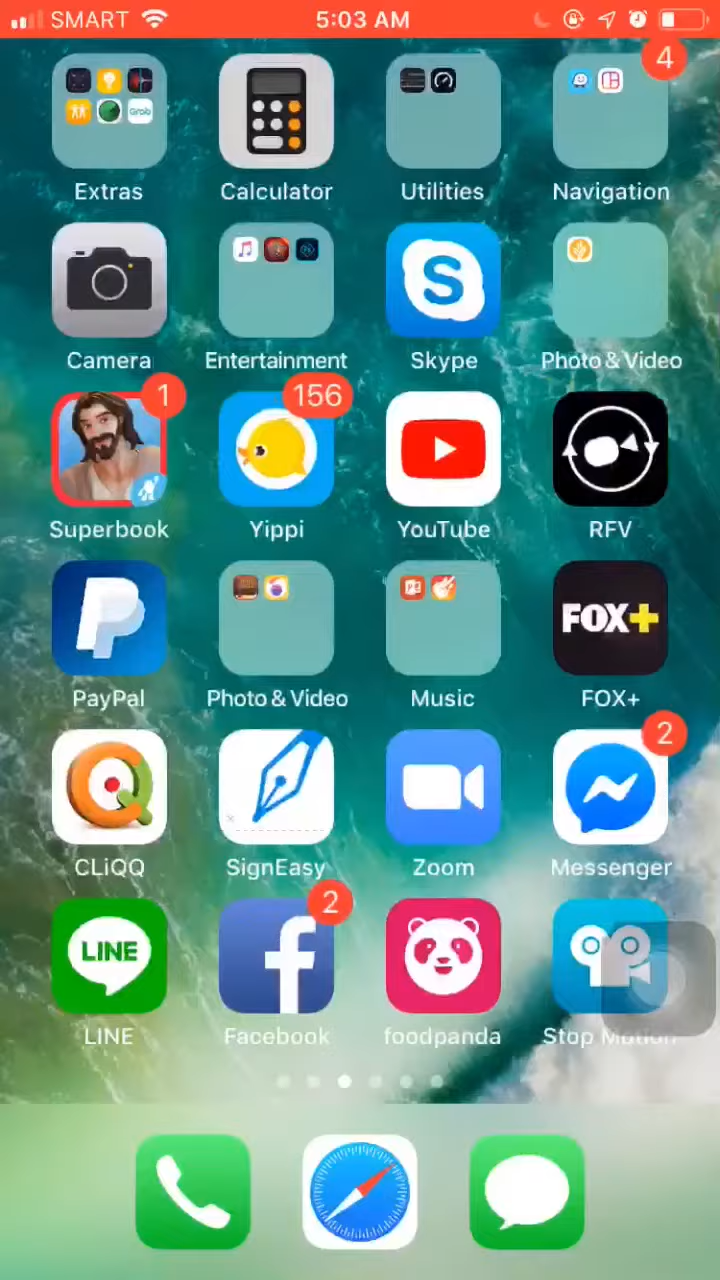 SMART 5:03 AM
4
Grab
Extras Calculator Utilities Navigation
S
Camera Entertainment Skype Photo & Video
1 156
Superbook Yippi YouTube RFV
FOX+
PayPal Photo & Video Music FOX+
2
CLiQQ SignEasy Zoom Messenger
2
LINE
LINE Facebook foodpanda Stop Motion